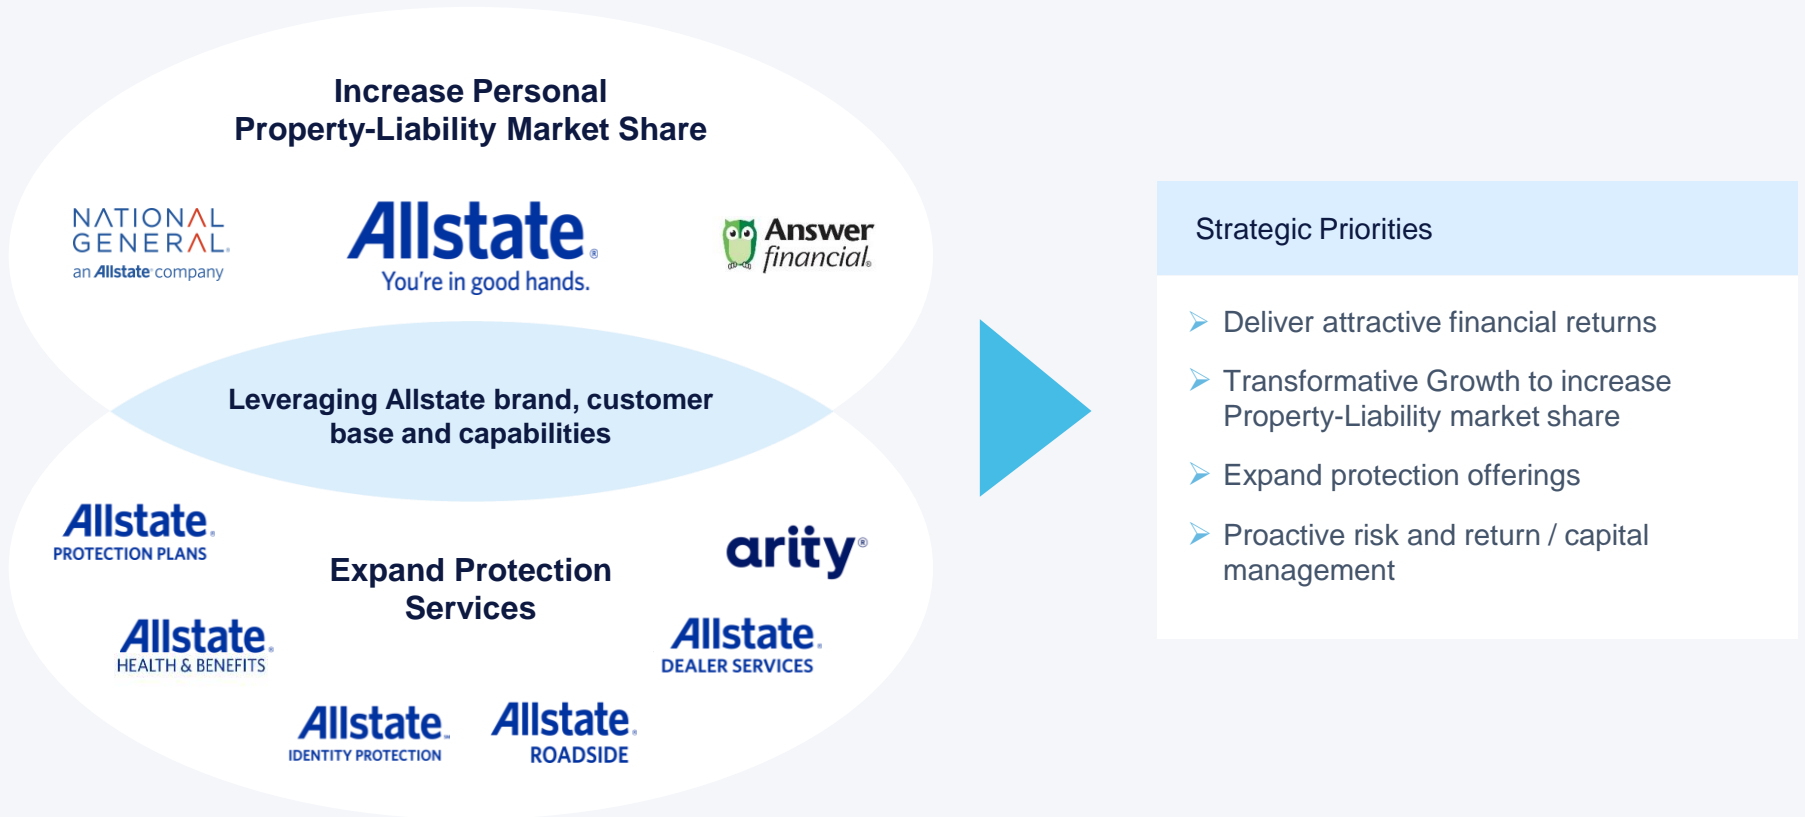 Increase Personal
Property-Liability Market Share
NATIONAL
GENERAL®
an Allstate company
Allstate®
You're in good hands.
Answer
financial®
Leveraging Allstate brand, customer
base and capabilities
Allstate®
PROTECTION PLANS
arity®
Expand Protection
Services
Allstate®
HEALTH & BENEFITS
Allstate®
DEALER SERVICES
Allstate
IDENTITY PROTECTION
Allstate®
ROADSIDE
Strategic Priorities
Deliver attractive financial returns
Transformative Growth to increase
Property-Liability market share
Expand protection offerings
Proactive risk and return / capital
management